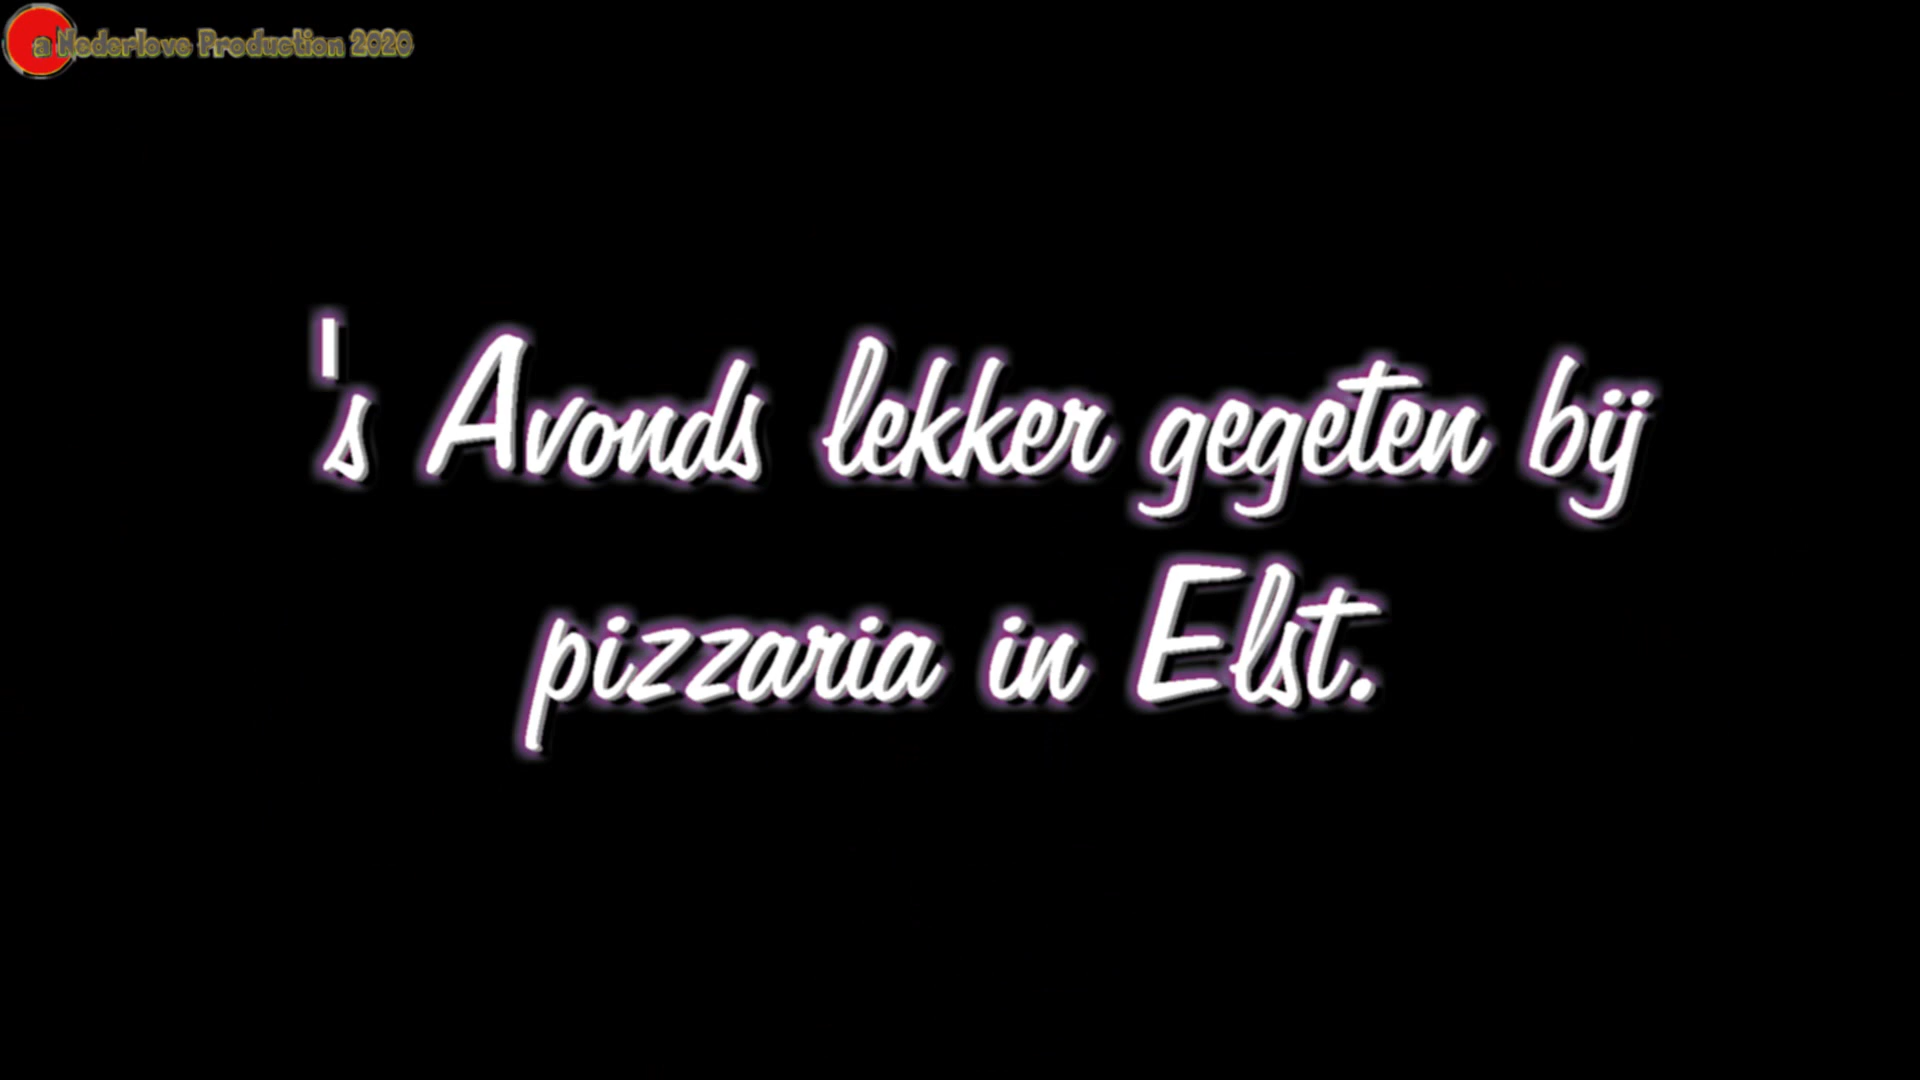 a Nederlove Production 2020
's Avonds lekker gegeten bij
pizzaria in Elst.